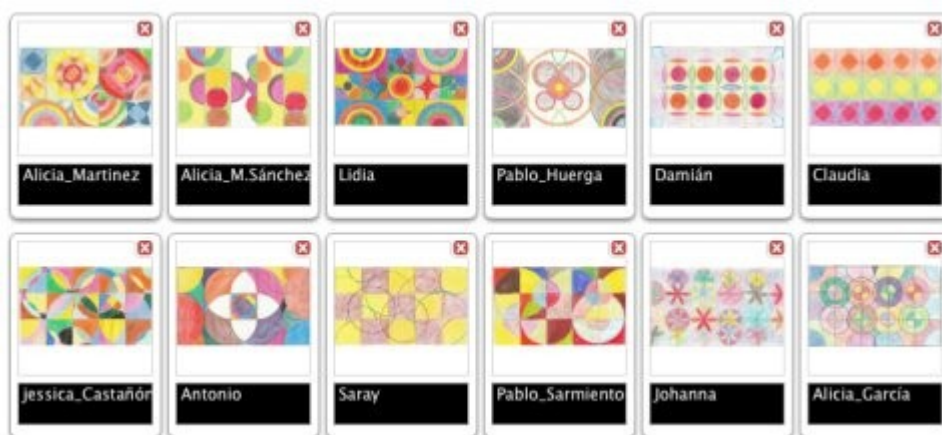 Alicia_Martinez
Alicia_M.Sánchez
Lidia
Pablo_Huerga
Damián
Claudia
jessica_Castañón
Antonio
Saray
Pablo_Sarmiento
Johanna
Alicia_García